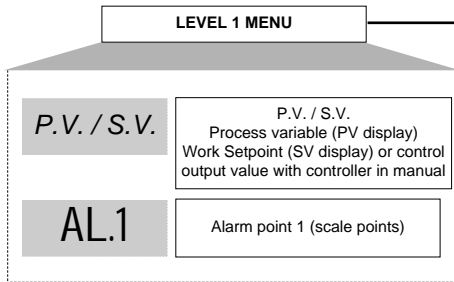 LEVEL 1 MENU
P.V. / S.V.
P.V. / S.V.
Process variable (PV display)
Work Setpoint (SV display) or control
output value with controller in manual
AL.1
Alarm point 1 (scale points)